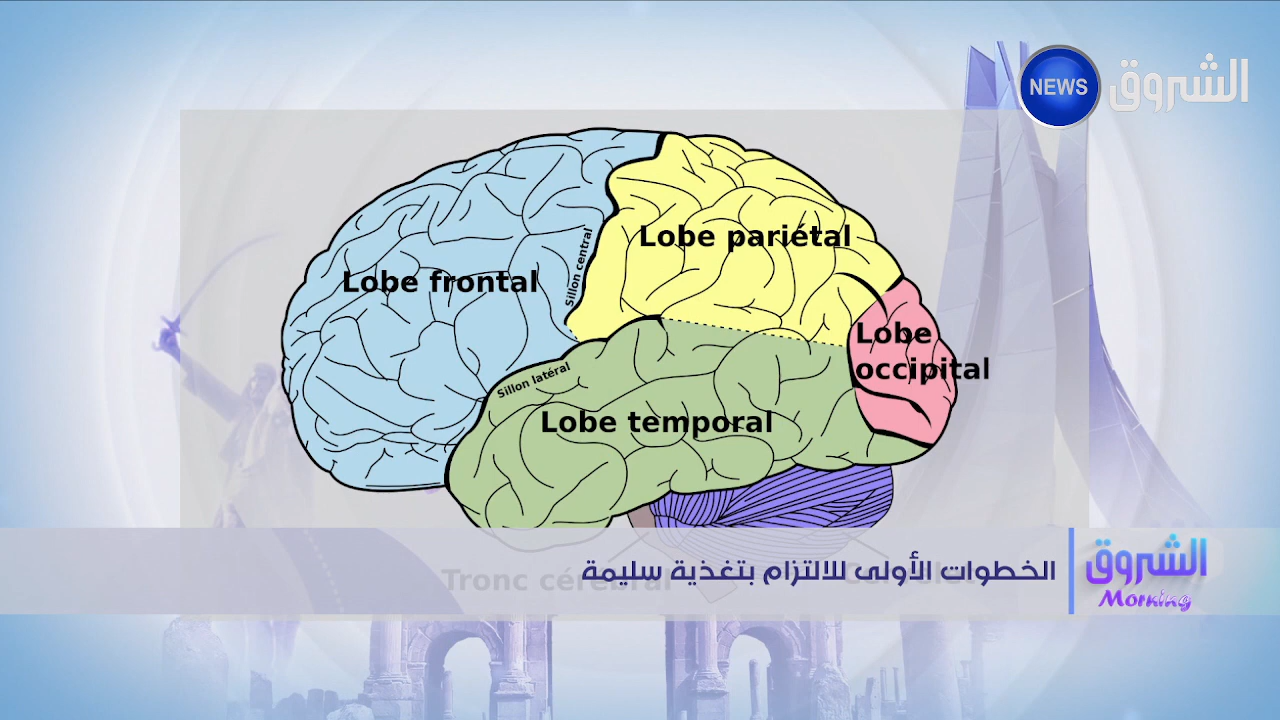 NEWS الشروق
Lobe pariétal
Lobe frontal
Sillon central
Lobe
occipital
Sillon latéral
Lobe temporal
الخطوات الأولى للالتزام بتغذية سليمة
الشروق
Morning
Tronc cérébral